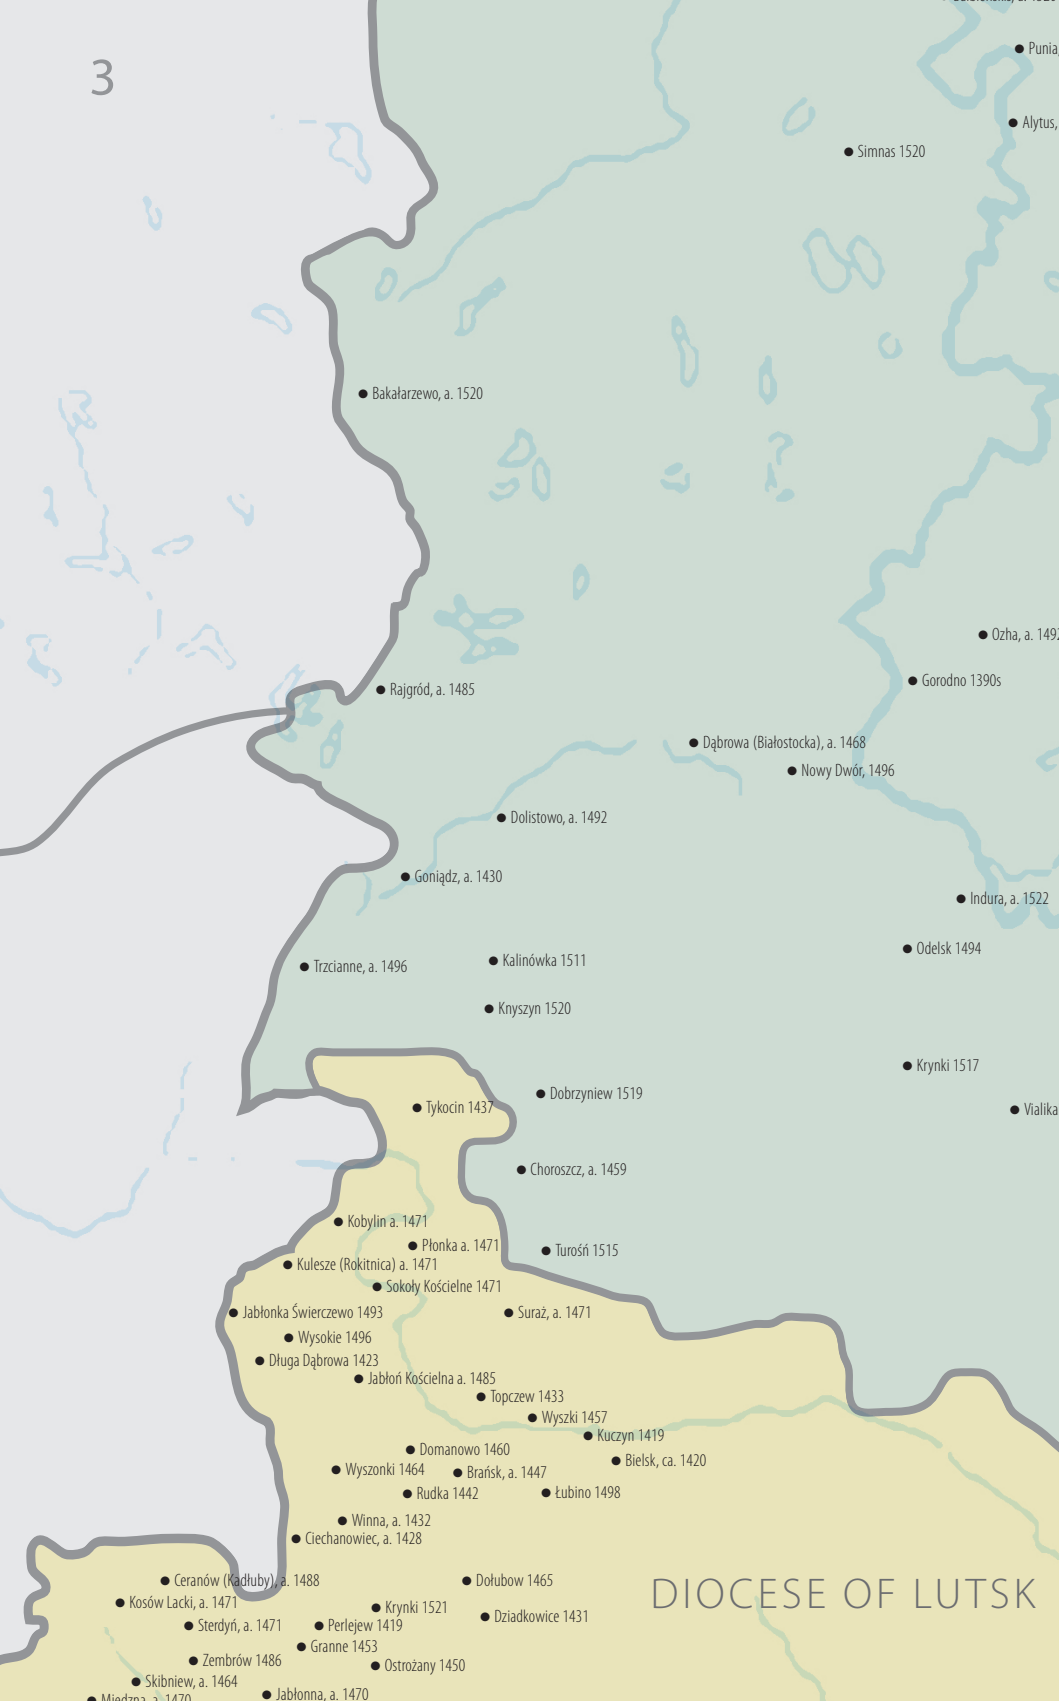 Punia,
3
Alytus,
Simnas 1520
Bakałarzewo, a. 1520
Ozha, a. 1492
Gorodno 1390s
Rajgród, a. 1485
Dąbrowa (Białostocka), a. 1468
Nowy Dwór, 1496
Dolistowo, a. 1492
Goniądz, a. 1430
Indura, a. 1522
Odelsk 1494
Kalinówka 1511
Trzcianne, a. 1496
Knyszyn 1520
Krynki 1517
Dobrzyniew 1519
Tykocin 1437
Vialika
Choroszcz, a. 1459
Kobylin a. 1471
Płonka a. 1471
Turośń 1515
Kulesze (Rokitnica) a. 1471
Sokoły Kościelne 1471
Jabłonka Świerczewo 1493
Suraż, a. 1471
Wysokie 1496
Długa Dąbrowa 1423
Jabłoń Kościelna a. 1485
Topczew 1433
Wyszki 1457
Kuczyn 1419
Domanowo 1460
Bielsk, ca. 1420
Wyszonki 1464
Brańsk, a. 1447
Rudka 1442
Łubino 1498
Winna, a. 1432
Ciechanowiec, a. 1428
Ceranów (Kadłuby), a. 1488
Dołubow 1465
DIOCESE OF LUTSK
Kosów Lacki, a. 1471
Krynki 1521
Dziadkowice 1431
Sterdyń, a. 1471
Perlejew 1419
Granne 1453
Zembrów 1486
Ostrożany 1450
Skibniew, a. 1464
Jabłonna, a. 1470
Miedzna, a. 1470